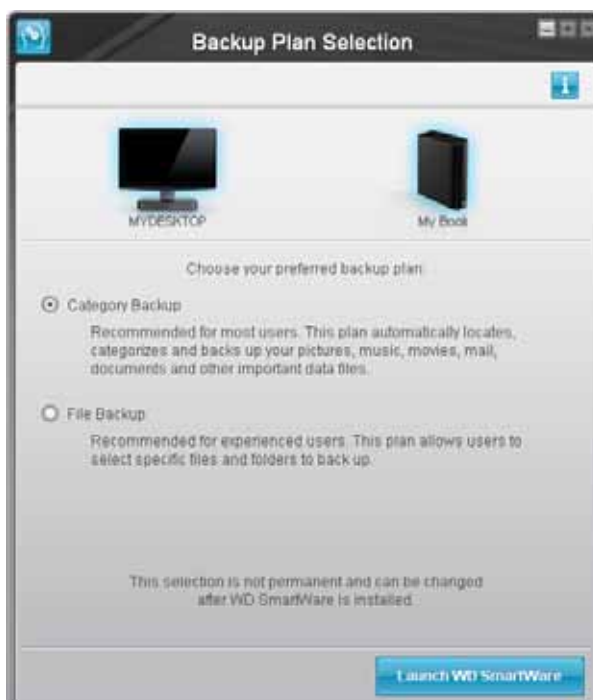 Backup Plan Selection
i
MYDESKTOP
My Book
Choose your preferred backup plan:
Category Backup
Recommended for most users. This plan automatically locates,
categorizes and backs up your pictures, music, movies, mail,
documents and other important data files.
File Backup
Recommended for experienced users. This plan allows users to
select specific files and folders to back up.
This selection is not permanent and can be changed
after WD SmartWare is installed.
Launch WD SmartWare